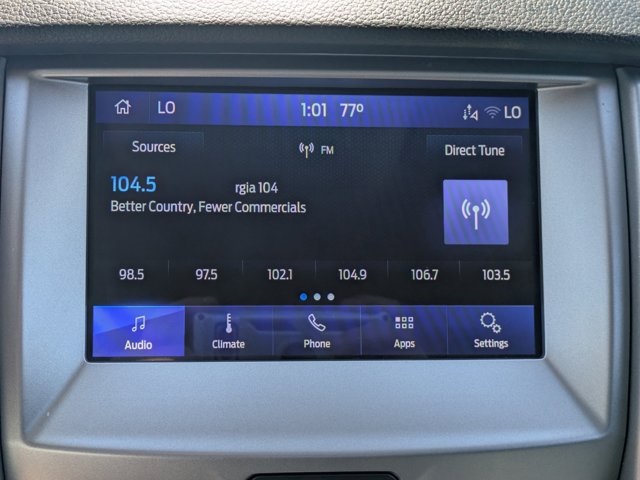 LO 1:01 77° LO
Sources FM Direct Tune
104.5 rgia 104
Better Country, Fewer Commercials
98.5 97.5 102.1 104.9 106.7 103.5
Audio Climate Phone Apps Settings